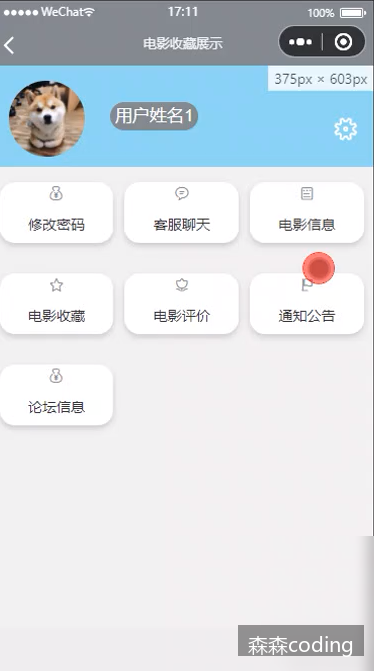 WeChat 17:11 100%
电影收藏展示
375px × 603px
用户姓名1
修改密码 客服聊天 电影信息
电影收藏 电影评价 通知公告
论坛信息
森森coding